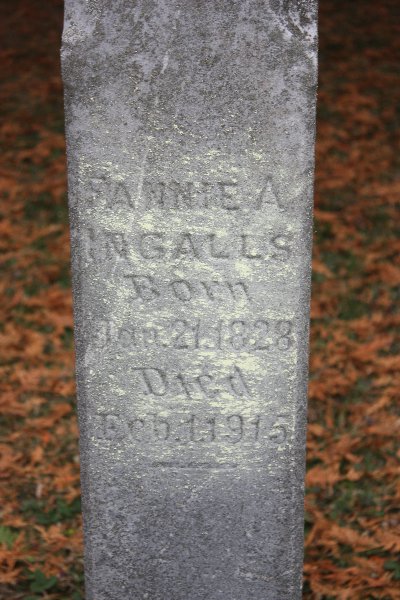 FANNIE A.
INGALLS
Born
Jan. 21. 1828
Died
Feb. 1. 1915